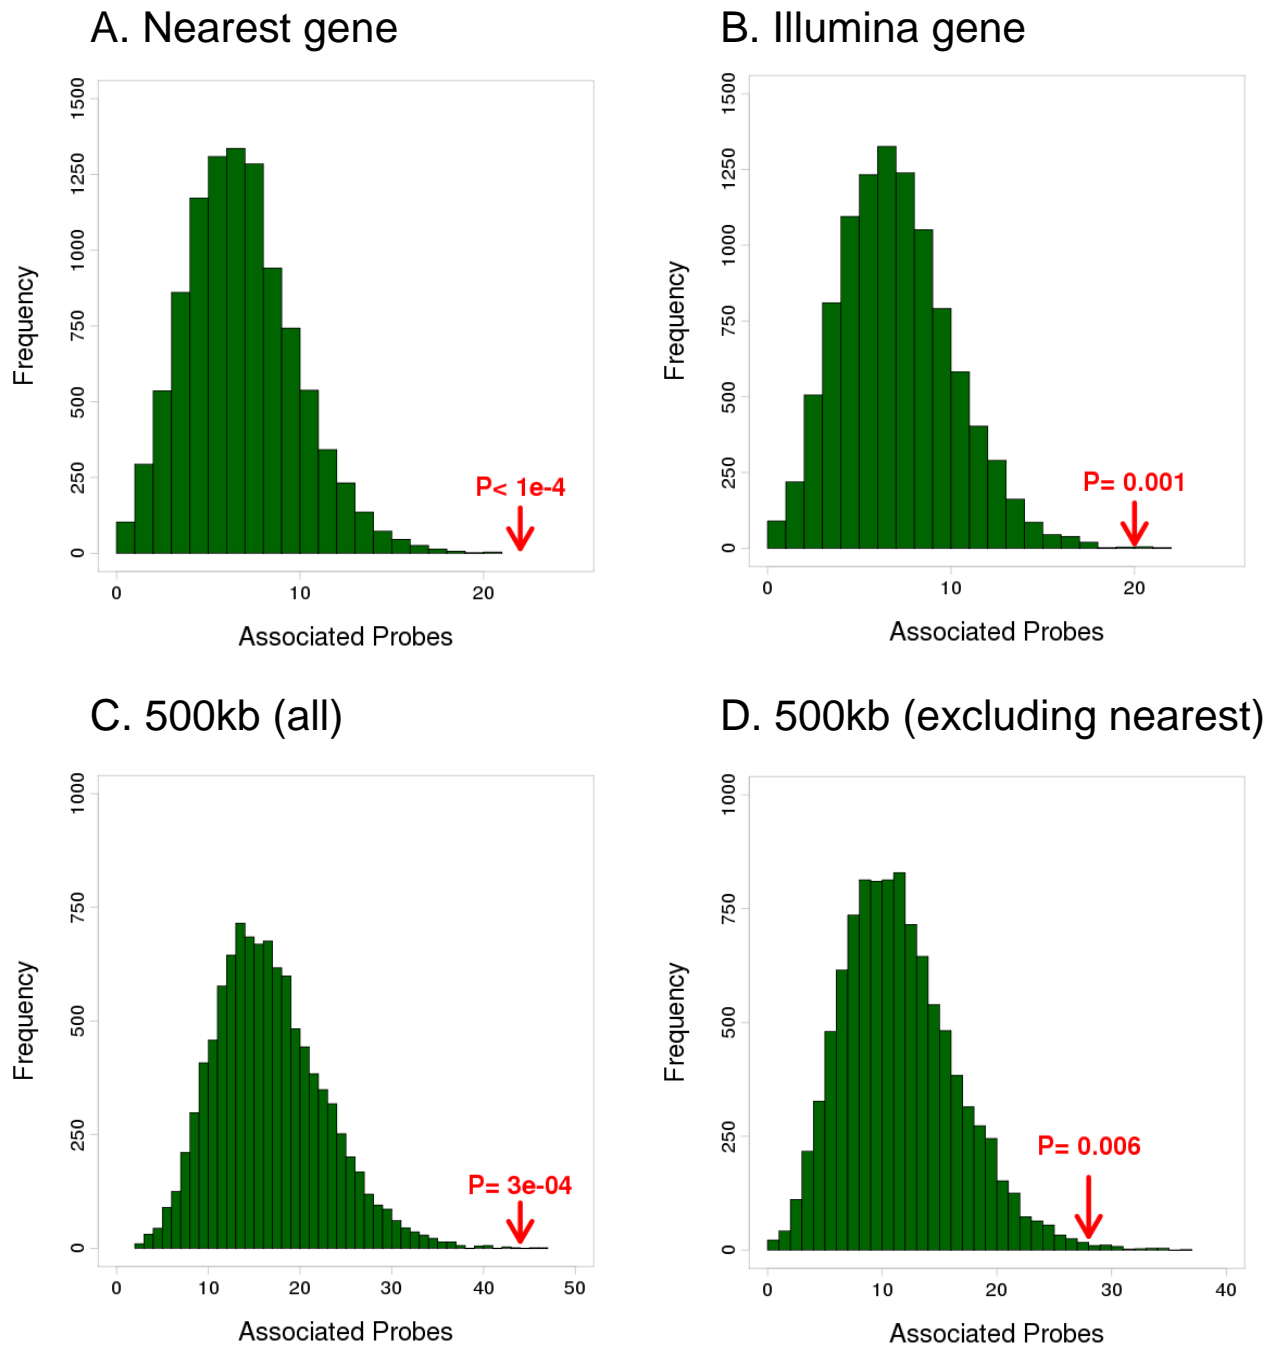 A. Nearest gene
1500
1250
1000
750
500
250
0
Frequency
P< 1e-4
0 10 20
Associated Probes
B. Illumina gene
1500
1250
1000
750
500
250
0
Frequency
P= 0.001
0 10 20
Associated Probes
C. 500kb (all)
1000
750
500
250
0
Frequency
P= 3e-04
0 10 20 30 40 50
Associated Probes
D. 500kb (excluding nearest)
1000
750
500
250
0
Frequency
P= 0.006
0 10 20 30 40
Associated Probes